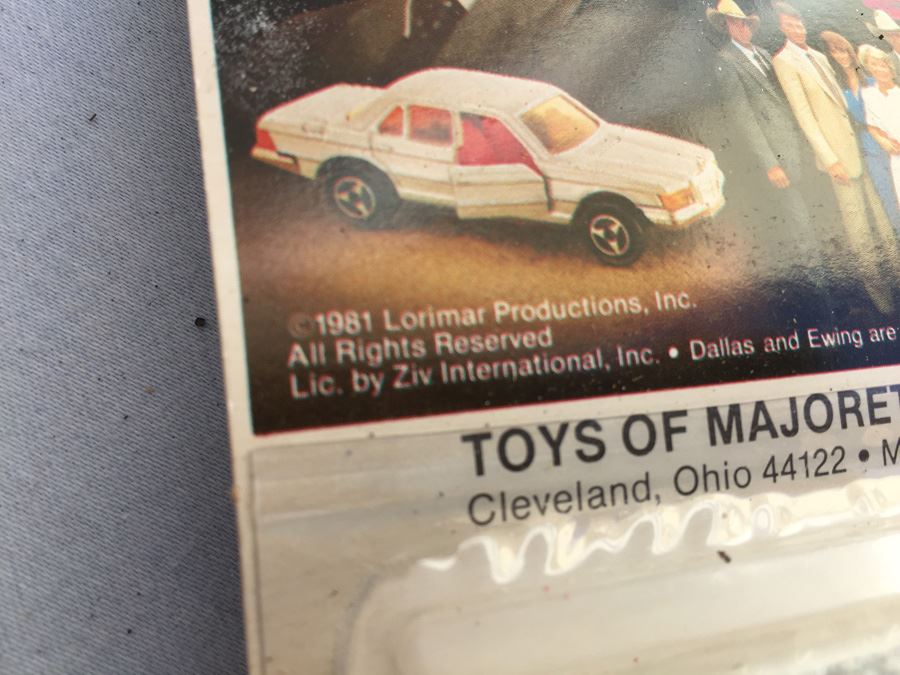 ©1981 Lorimar Productions, Inc.
All Rights Reserved
Lic. by Ziv International, Inc. • Dallas and Ewing are
TOYS OF MAJORET
Cleveland, Ohio 44122 • M